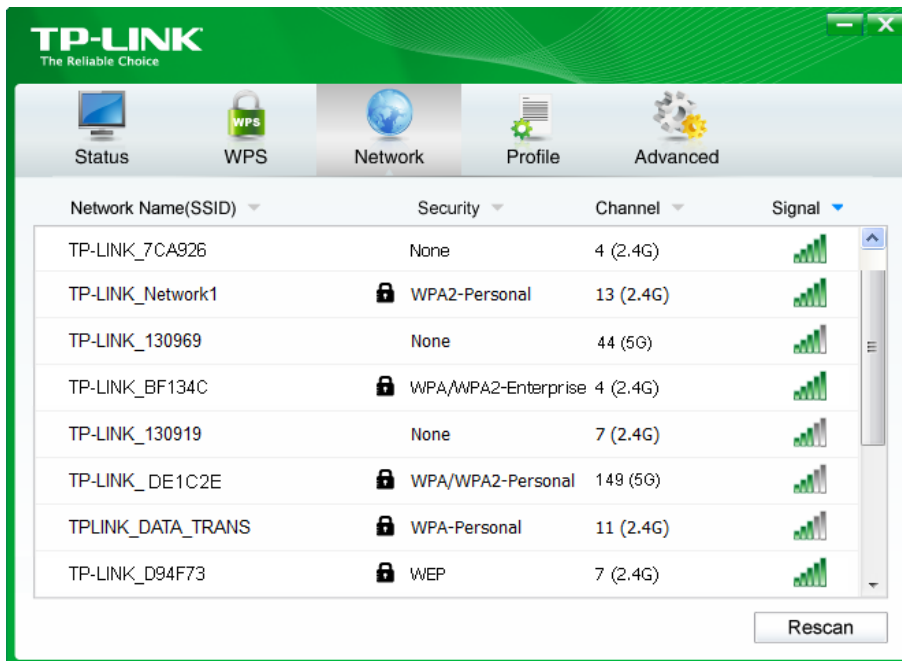 TP-LINK
The Reliable Choice
WPS
Status WPS Network Profile Advanced
Network Name(SSID) Security Channel Signal
TP-LINK_7CA926 None 4 (2.4G)
TP-LINK_Network1 WPA2-Personal 13 (2.4G)
TP-LINK_130969 None 44 (5G)
TP-LINK_BF134C WPA/WPA2-Enterprise 4 (2.4G)
TP-LINK_130919 None 7 (2.4G)
TP-LINK_ DE1C2E WPA/WPA2-Personal 149 (5G)
TPLINK_DATA_TRANS WPA-Personal 11 (2.4G)
TP-LINK_D94F73 WEP 7 (2.4G)
Rescan